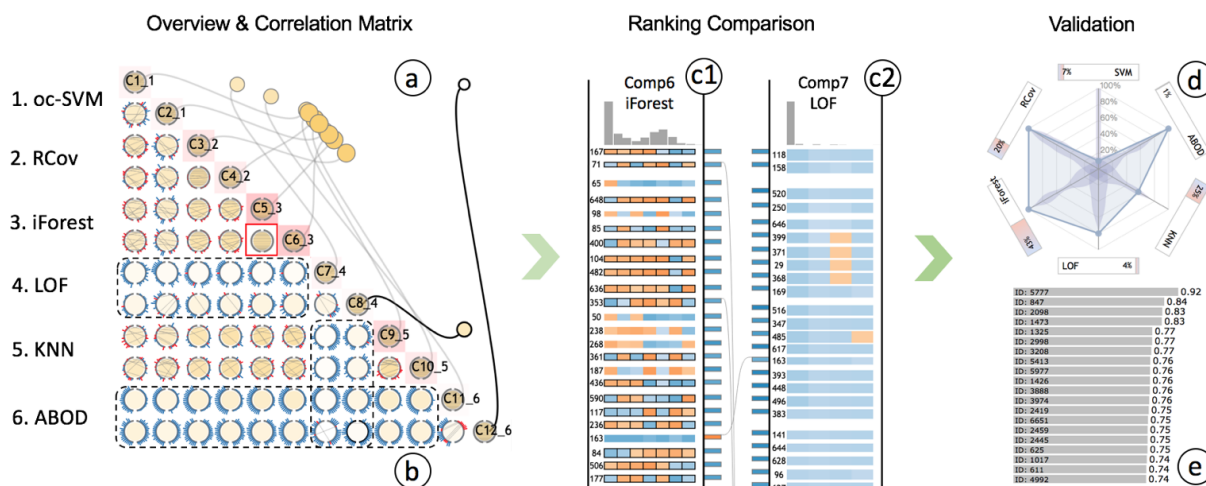 Overview & Correlation Matrix
Ranking Comparison
Validation
a
1. oc-SVM
2. RCov
3. iForest
4. LOF
5. KNN
6. ABOD
C1_1
C2_1
C3_2
C4_2
C5_3
C6_3
C7_4
C8_4
C9_5
C10_5
C11_6
C12_6
b
c1
Comp6
iForest
167
71
65
648
98
85
400
104
482
636
353
50
238
268
361
187
436
590
117
236
163
84
506
177
c2
Comp7
LOF
118
158
520
250
646
399
371
29
368
169
516
347
485
617
163
393
448
496
383
141
644
628
96
d
7% SVM
1% ABOD
25% KNN
LOF 4%
iForest 43%
RCov 20%
100%
80%
60%
40%
20%
ID: 5777 0.92
ID: 847 0.84
ID: 2098 0.83
ID: 1473 0.83
ID: 1325 0.77
ID: 2998 0.77
ID: 3208 0.77
ID: 5413 0.76
ID: 5977 0.76
ID: 1426 0.76
ID: 3888 0.76
ID: 3974 0.76
ID: 2419 0.75
ID: 6651 0.75
ID: 2459 0.75
ID: 2445 0.75
ID: 625 0.75
ID: 1017 0.74
ID: 611 0.74
ID: 4992 0.74
e